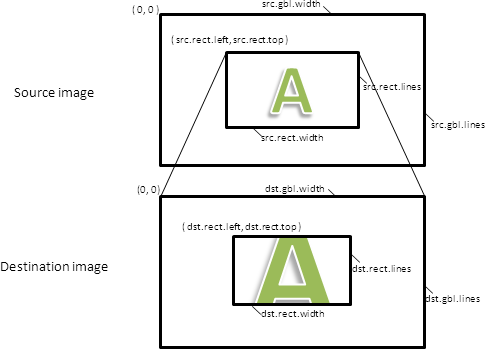 src.gbl.width
( 0, 0 )
( src.rect.left, src.rect.top )
Source image
A
src.rect.lines
src.gbl.lines
src.rect.width
(0, 0)
dst.gbl.width
( dst.rect.left, dst.rect.top )
Destination image
A
dst.rect.lines
dst.gbl.lines
dst.rect.width